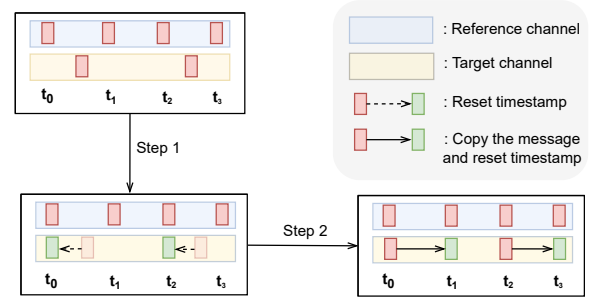 : Reference channel
: Target channel
: Reset timestamp
: Copy the message
and reset timestamp
t0 t1 t2 t3
Step 1
t0 t1 t2 t3
Step 2
t0 t1 t2 t3